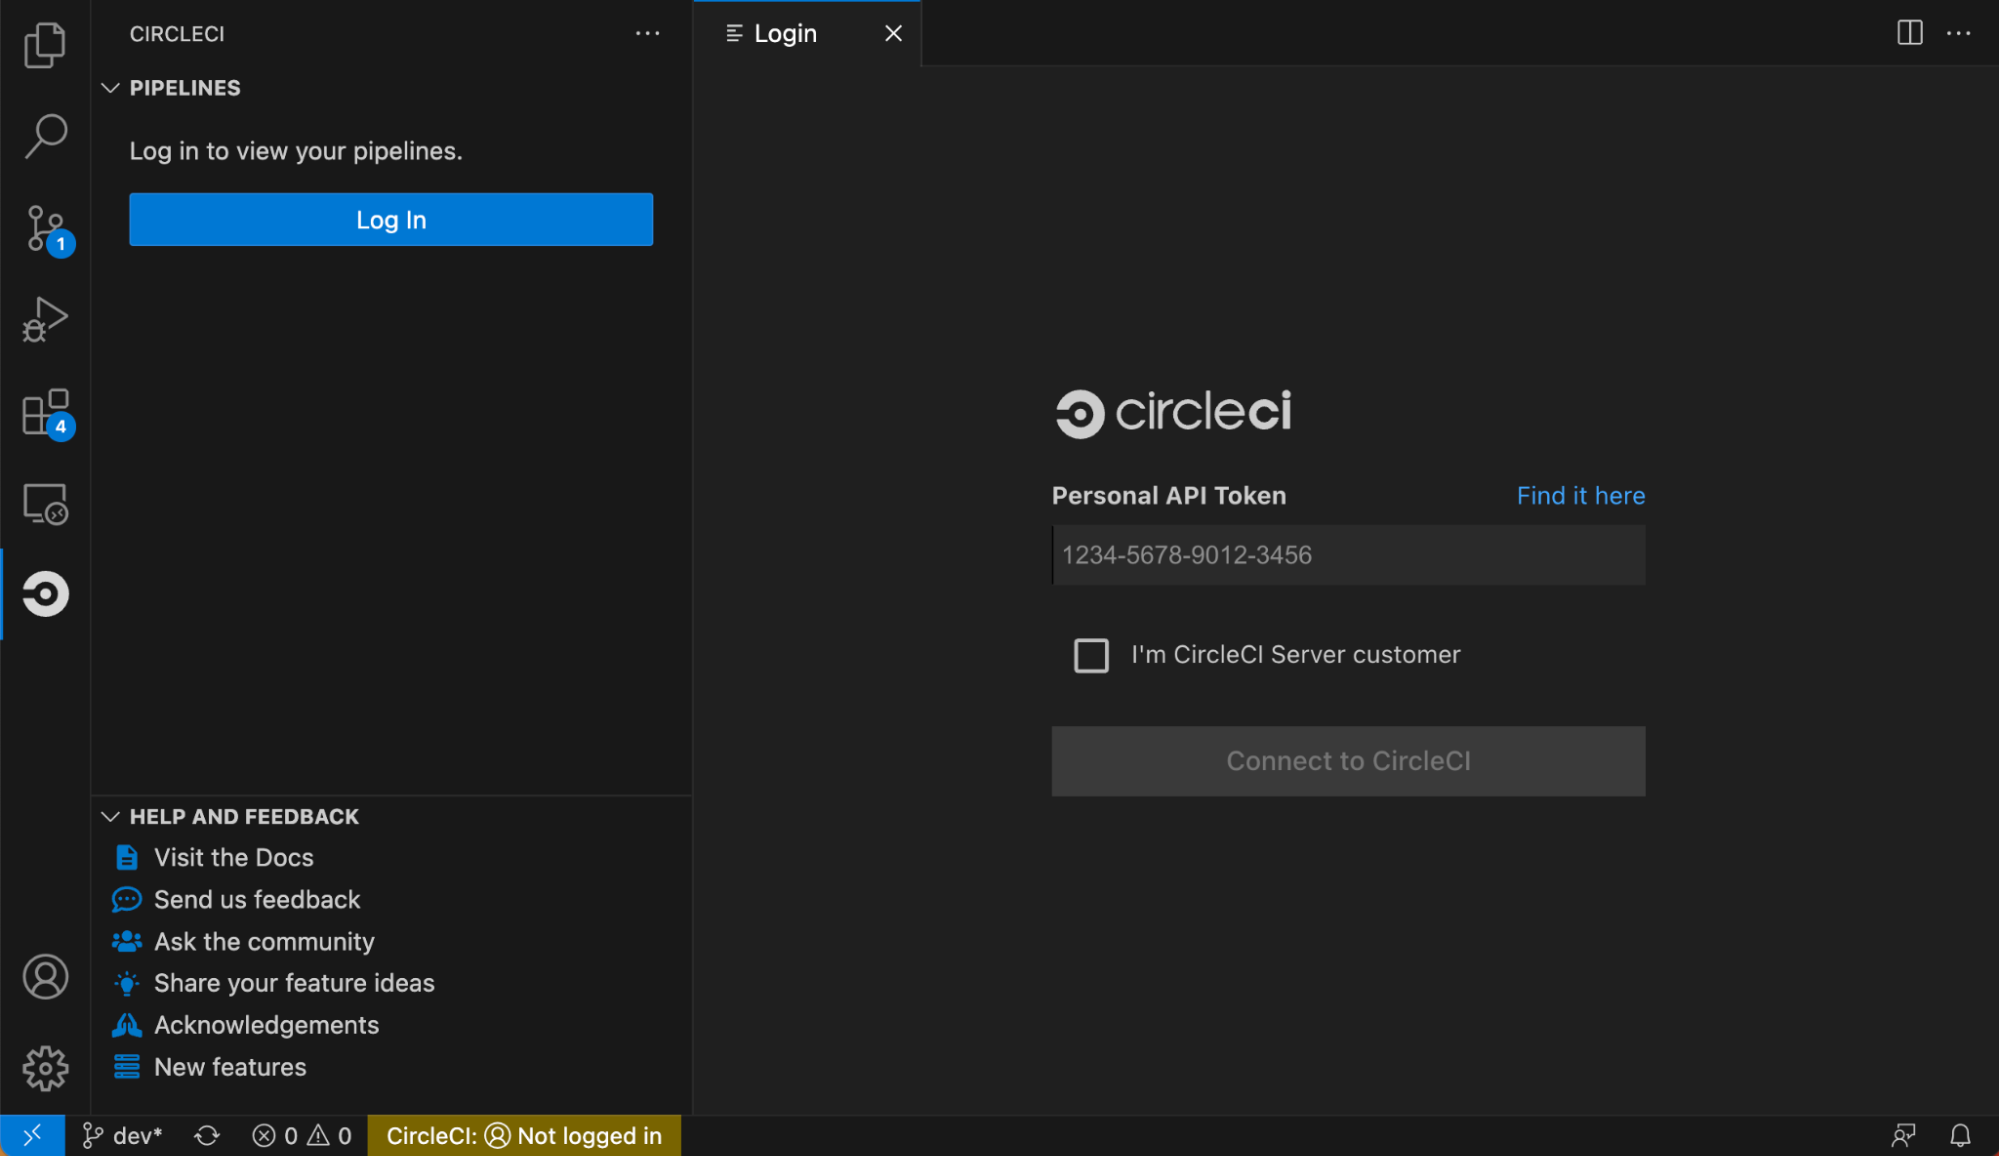 CIRCLECI
PIPELINES
Log in to view your pipelines.
Log In
1
4
HELP AND FEEDBACK
Visit the Docs
Send us feedback
Ask the community
Share your feature ideas
Acknowledgements
New features
Login
circleci
Personal API Token Find it here
1234-5678-9012-3456
I'm CircleCI Server customer
Connect to CircleCI
dev* 0 0 CircleCI: Not logged in